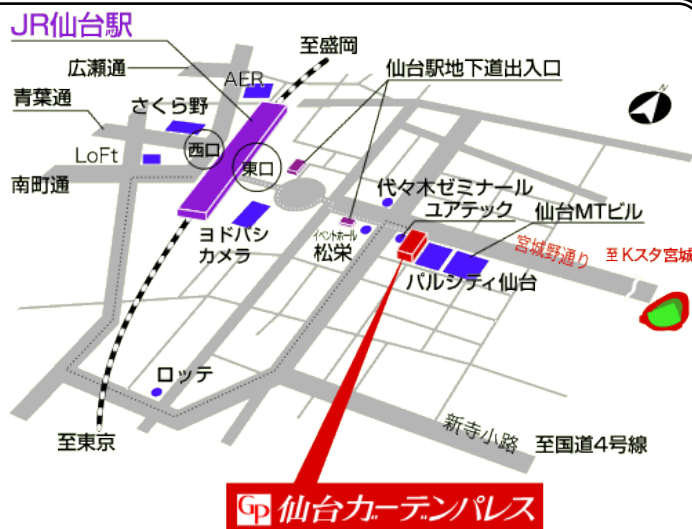 JR仙台駅
至盛岡
広瀬通
AER
仙台駅地下道出入口
N
青葉通
さくら野
西口
LoFt
東口
南町通
代々木ゼミナール
ユアテック
仙台MTビル
ヨドバシ
カメラ
イベントホール
松栄
宮城野通り
至Kスタ宮城
パルシティ仙台
ロッテ
新寺小路
至国道4号線
至東京
GP 仙台ガーデンパレス